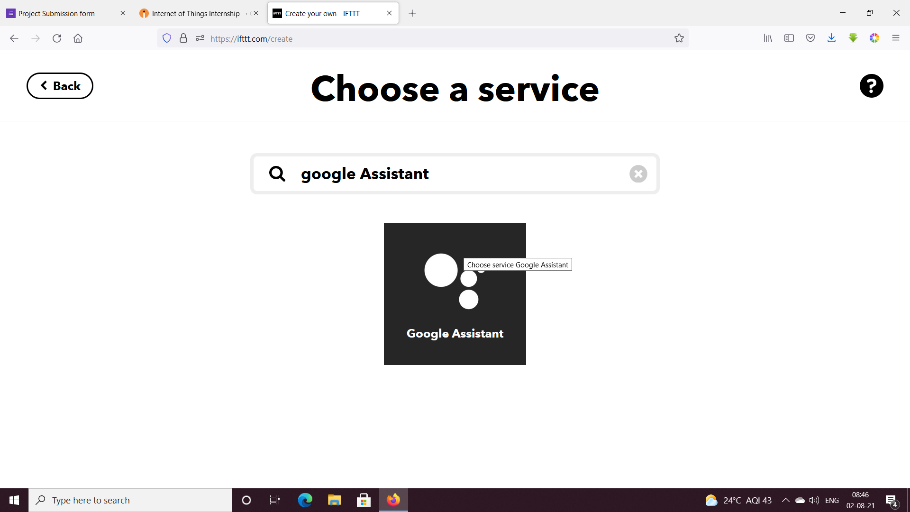 Project Submission form
Internet of Things Internship
Create your own IFTTT
https://ifttt.com/create
Back
Choose a service
?
google Assistant
Choose service Google Assistant
Google Assistant
Type here to search
24°C AQI 43
ENG
08:46
02-08-21
4